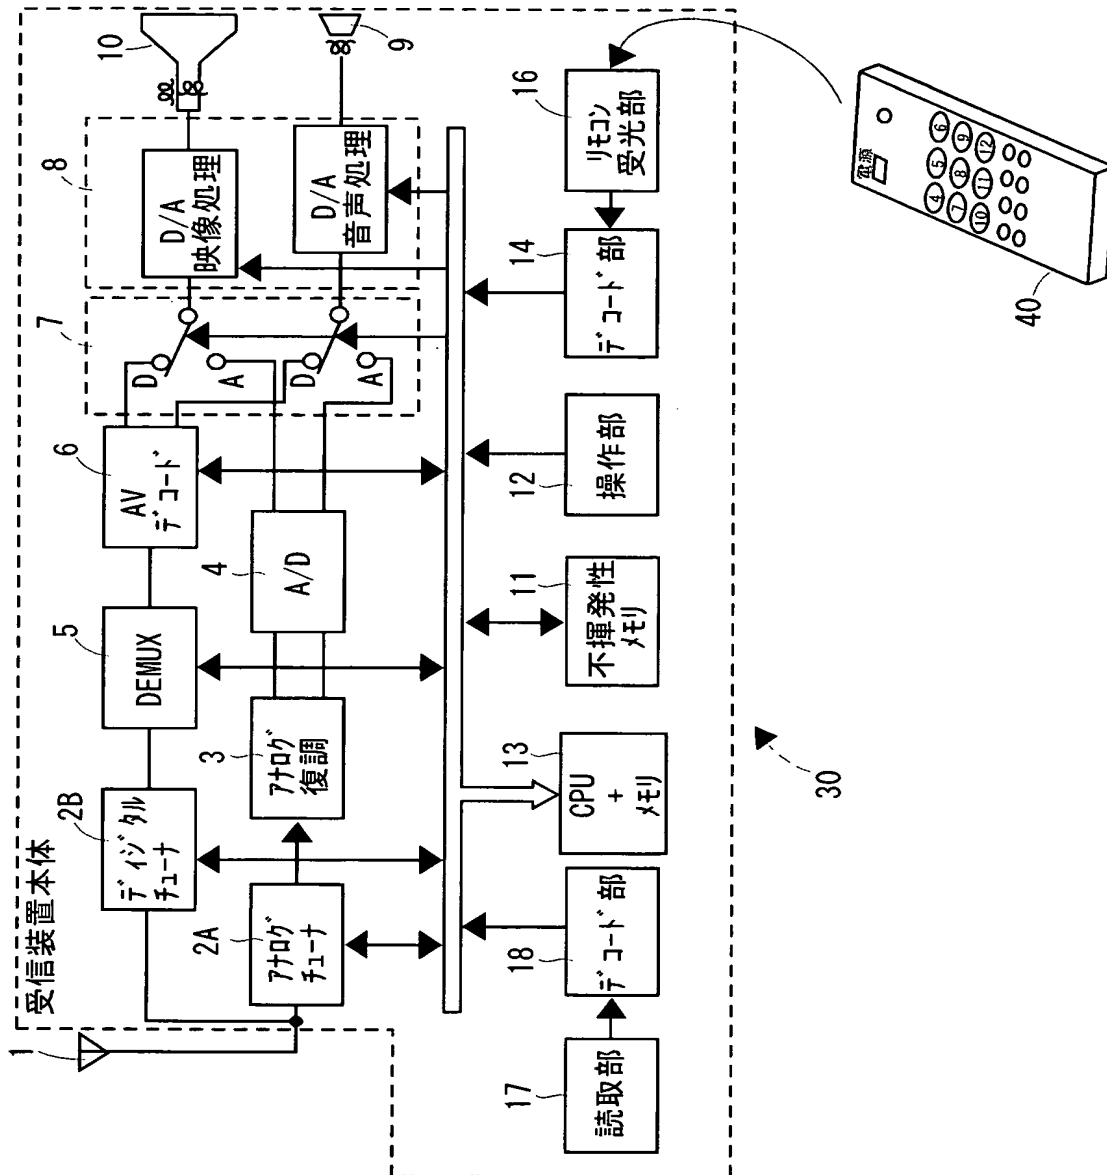 受信装置本体
1
2B
ディジタル
チューナ
5
DEMUX
6
AV
デコード
7
D
A
D
A
8
D/A
映像処理
D/A
音声処理
10
9
2A
アナログ
チューナ
3
アナログ
復調
4
A/D
17
読取部
18
デコード部
13
CPU
+
メモリ
11
不揮発性
メモリ
12
操作部
14
デコード部
16
リモコン
受光部
30
40
電源
4
5
6
7
8
9
10
11
12